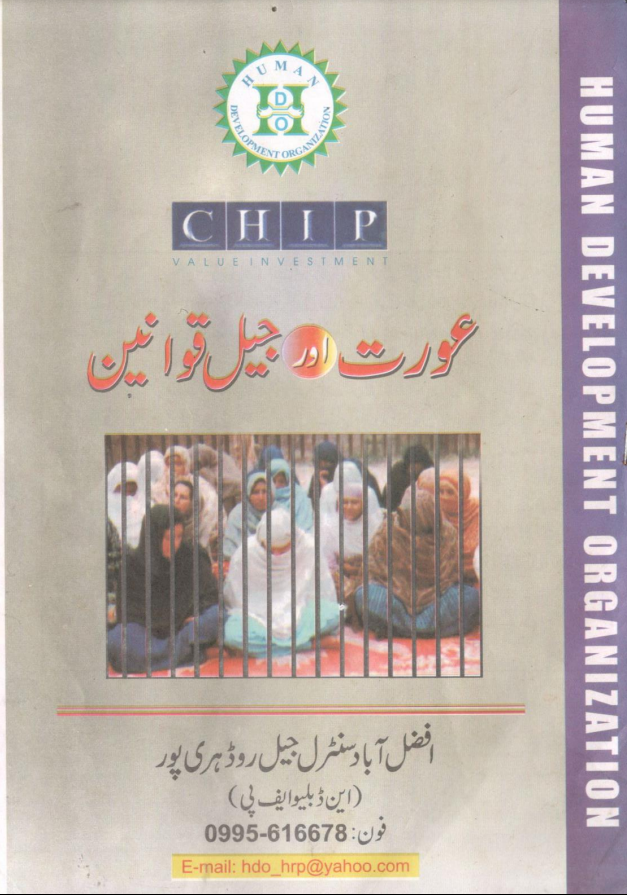 HUMAN
DEVELOPMENT ORGANIZATION
HDO
CHIP
VALUE INVESTMENT
عورت اور جیل قوانین
افضل آباد سنٹرل جیل روڈ ہری پور
(این ڈبلیو ایف پی)
فون: 0995-616678
E-mail: hdo_hrp@yahoo.com
HUMAN DEVELOPMENT ORGANIZATION